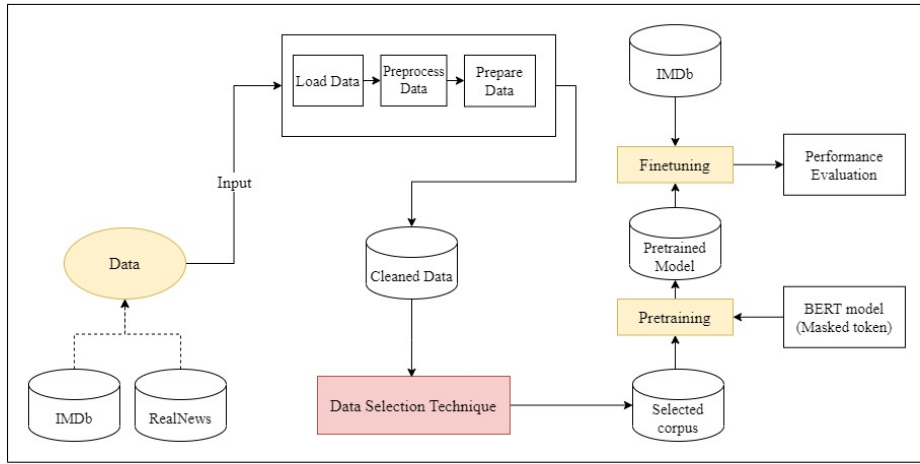 Load Data
Preprocess
Data
Prepare
Data
IMDb
Finetuning
Performance
Evaluation
Input
Data
Cleaned Data
Pretrained
Model
Pretraining
BERT model
(Masked token)
IMDb
RealNews
Data Selection Technique
Selected
corpus